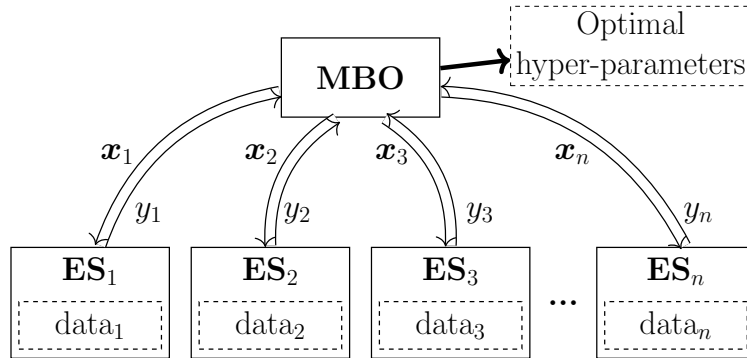 Optimal
hyper-parameters
MBO
𝒙₁ 𝒙₂ 𝒙₃ 𝒙ₙ
y₁ y₂ y₃ yₙ
ES₁ ES₂ ES₃ ESₙ
data₁ data₂ data₃ ... dataₙ